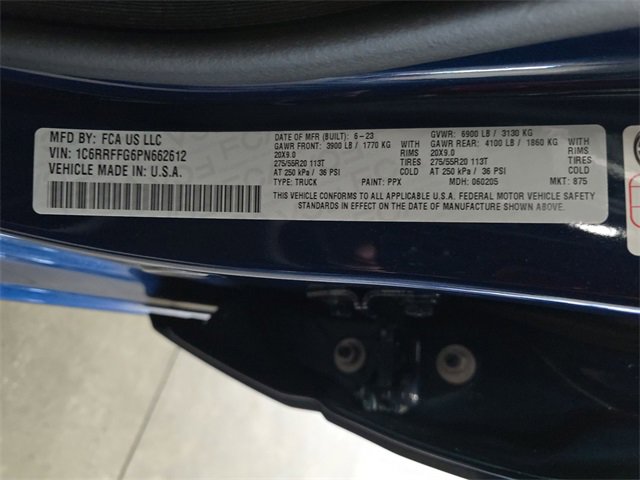 MFD BY: FCA US LLC
VIN: 1C6RRFFG6PN662612
VEHICLE MADE IN: U.S.A.
DATE OF MFR (BUILT): 6-23
GAWR FRONT: 3900 LB / 1770 KG WITH
20X9.0 RIMS
275/55R20 113T TIRES
AT 250 kPa / 36 PSI COLD
TYPE: TRUCK PAINT: PPX
GVWR: 6900 LB / 3130 KG
GAWR REAR: 4100 LB / 1860 KG WITH
20X9.0 RIMS
275/55R20 113T TIRES
AT 250 kPa / 36 PSI COLD
MDH: 060205 MKT: 875
THIS VEHICLE CONFORMS TO ALL APPLICABLE U.S.A. FEDERAL MOTOR VEHICLE SAFETY
STANDARDS IN EFFECT ON THE DATE OF MANUFACTURE SHOWN ABOVE.